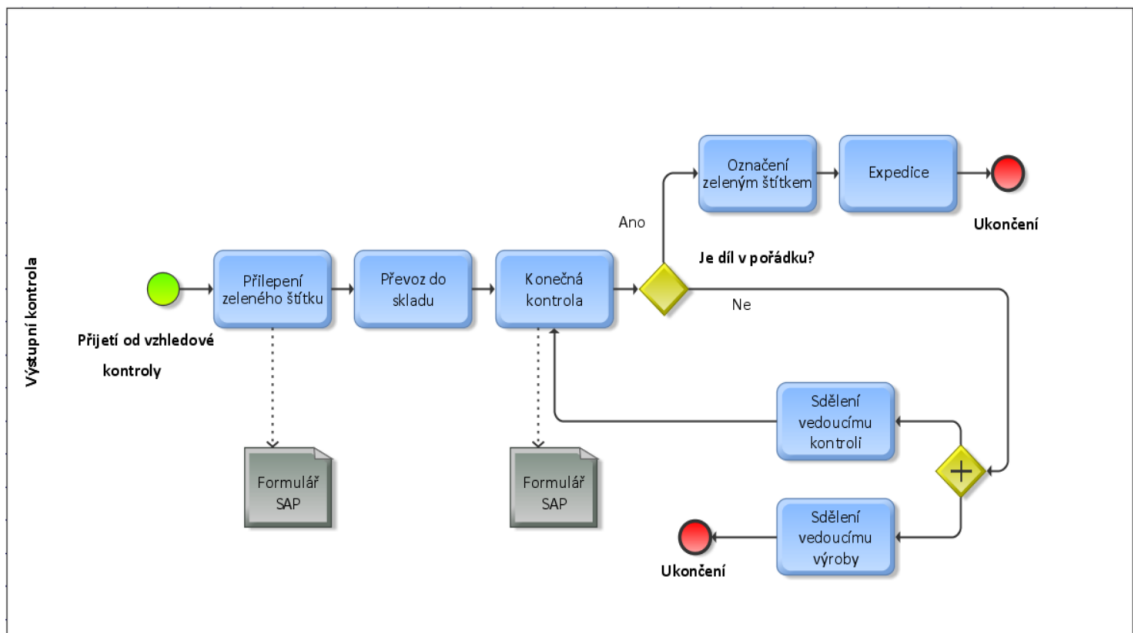 Výstupní kontrola
Přijetí od vzhledové
kontroly
Přílepení
zeleného štítku
Převoz do
skladu
Konečná
kontrola
Formulář
SAP
Formulář
SAP
Je díl v pořádku?
Ano
Označení
zeleným štítkem
Expedice
Ukončení
Ne
Sdělení
vedoucímu
kontroli
Sdělení
vedoucímu
výroby
Ukončení